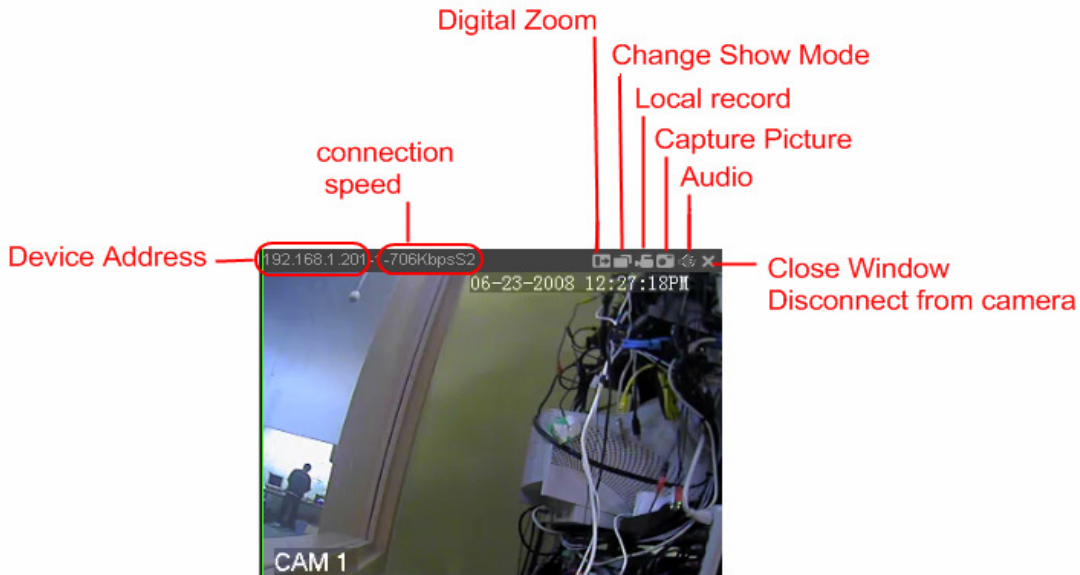 Digital Zoom
Change Show Mode
Local record
Capture Picture
Audio
connection
speed
Device Address
192.168.1.201-1-706KbpsS2
Close Window
Disconnect from camera
06-23-2008 12:27:18PM
CAM 1